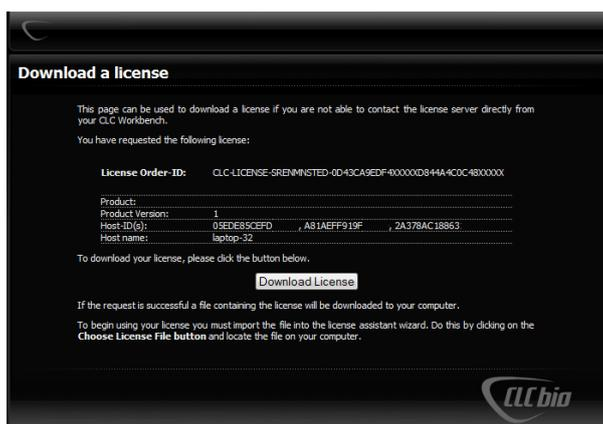 Download a license
This page can be used to download a license if you are not able to contact the license server directly from
your CLC Workbench.
You have requested the following license:
License Order-ID: CLC-LICENSE-SRENMNSTED-0D43CA9EDF4XXXXXD844A4C0C48XXXXX
Product:
Product Version: 1
Host-ID(s): 05EDE85CEFD , A81AEFF919F , 2A378AC18863
Host name: laptop-32
To download your license, please click the button below.
Download License
If the request is successful a file containing the license will be downloaded to your computer.
To begin using your license you must import the file into the license assistant wizard. Do this by clicking on the
Choose License File button and locate the file on your computer.
CLC bio